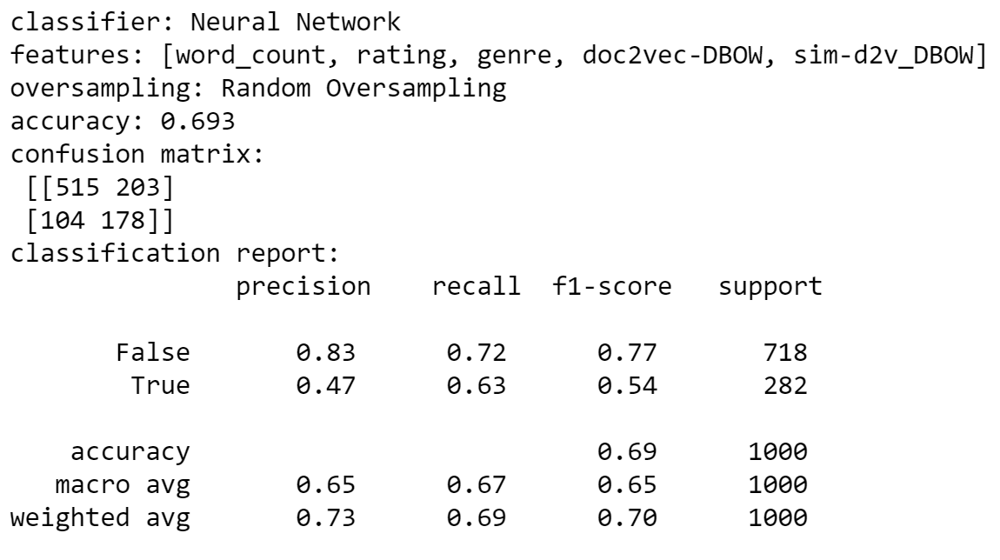 classifier: Neural Network
features: [word_count, rating, genre, doc2vec-DBOW, sim-d2v_DBOW]
oversampling: Random Oversampling
accuracy: 0.693
confusion matrix:
[[515 203]
[104 178]]
classification report:
precision recall f1-score support
False 0.83 0.72 0.77 718
True 0.47 0.63 0.54 282
accuracy 0.69 1000
macro avg 0.65 0.67 0.65 1000
weighted avg 0.73 0.69 0.70 1000